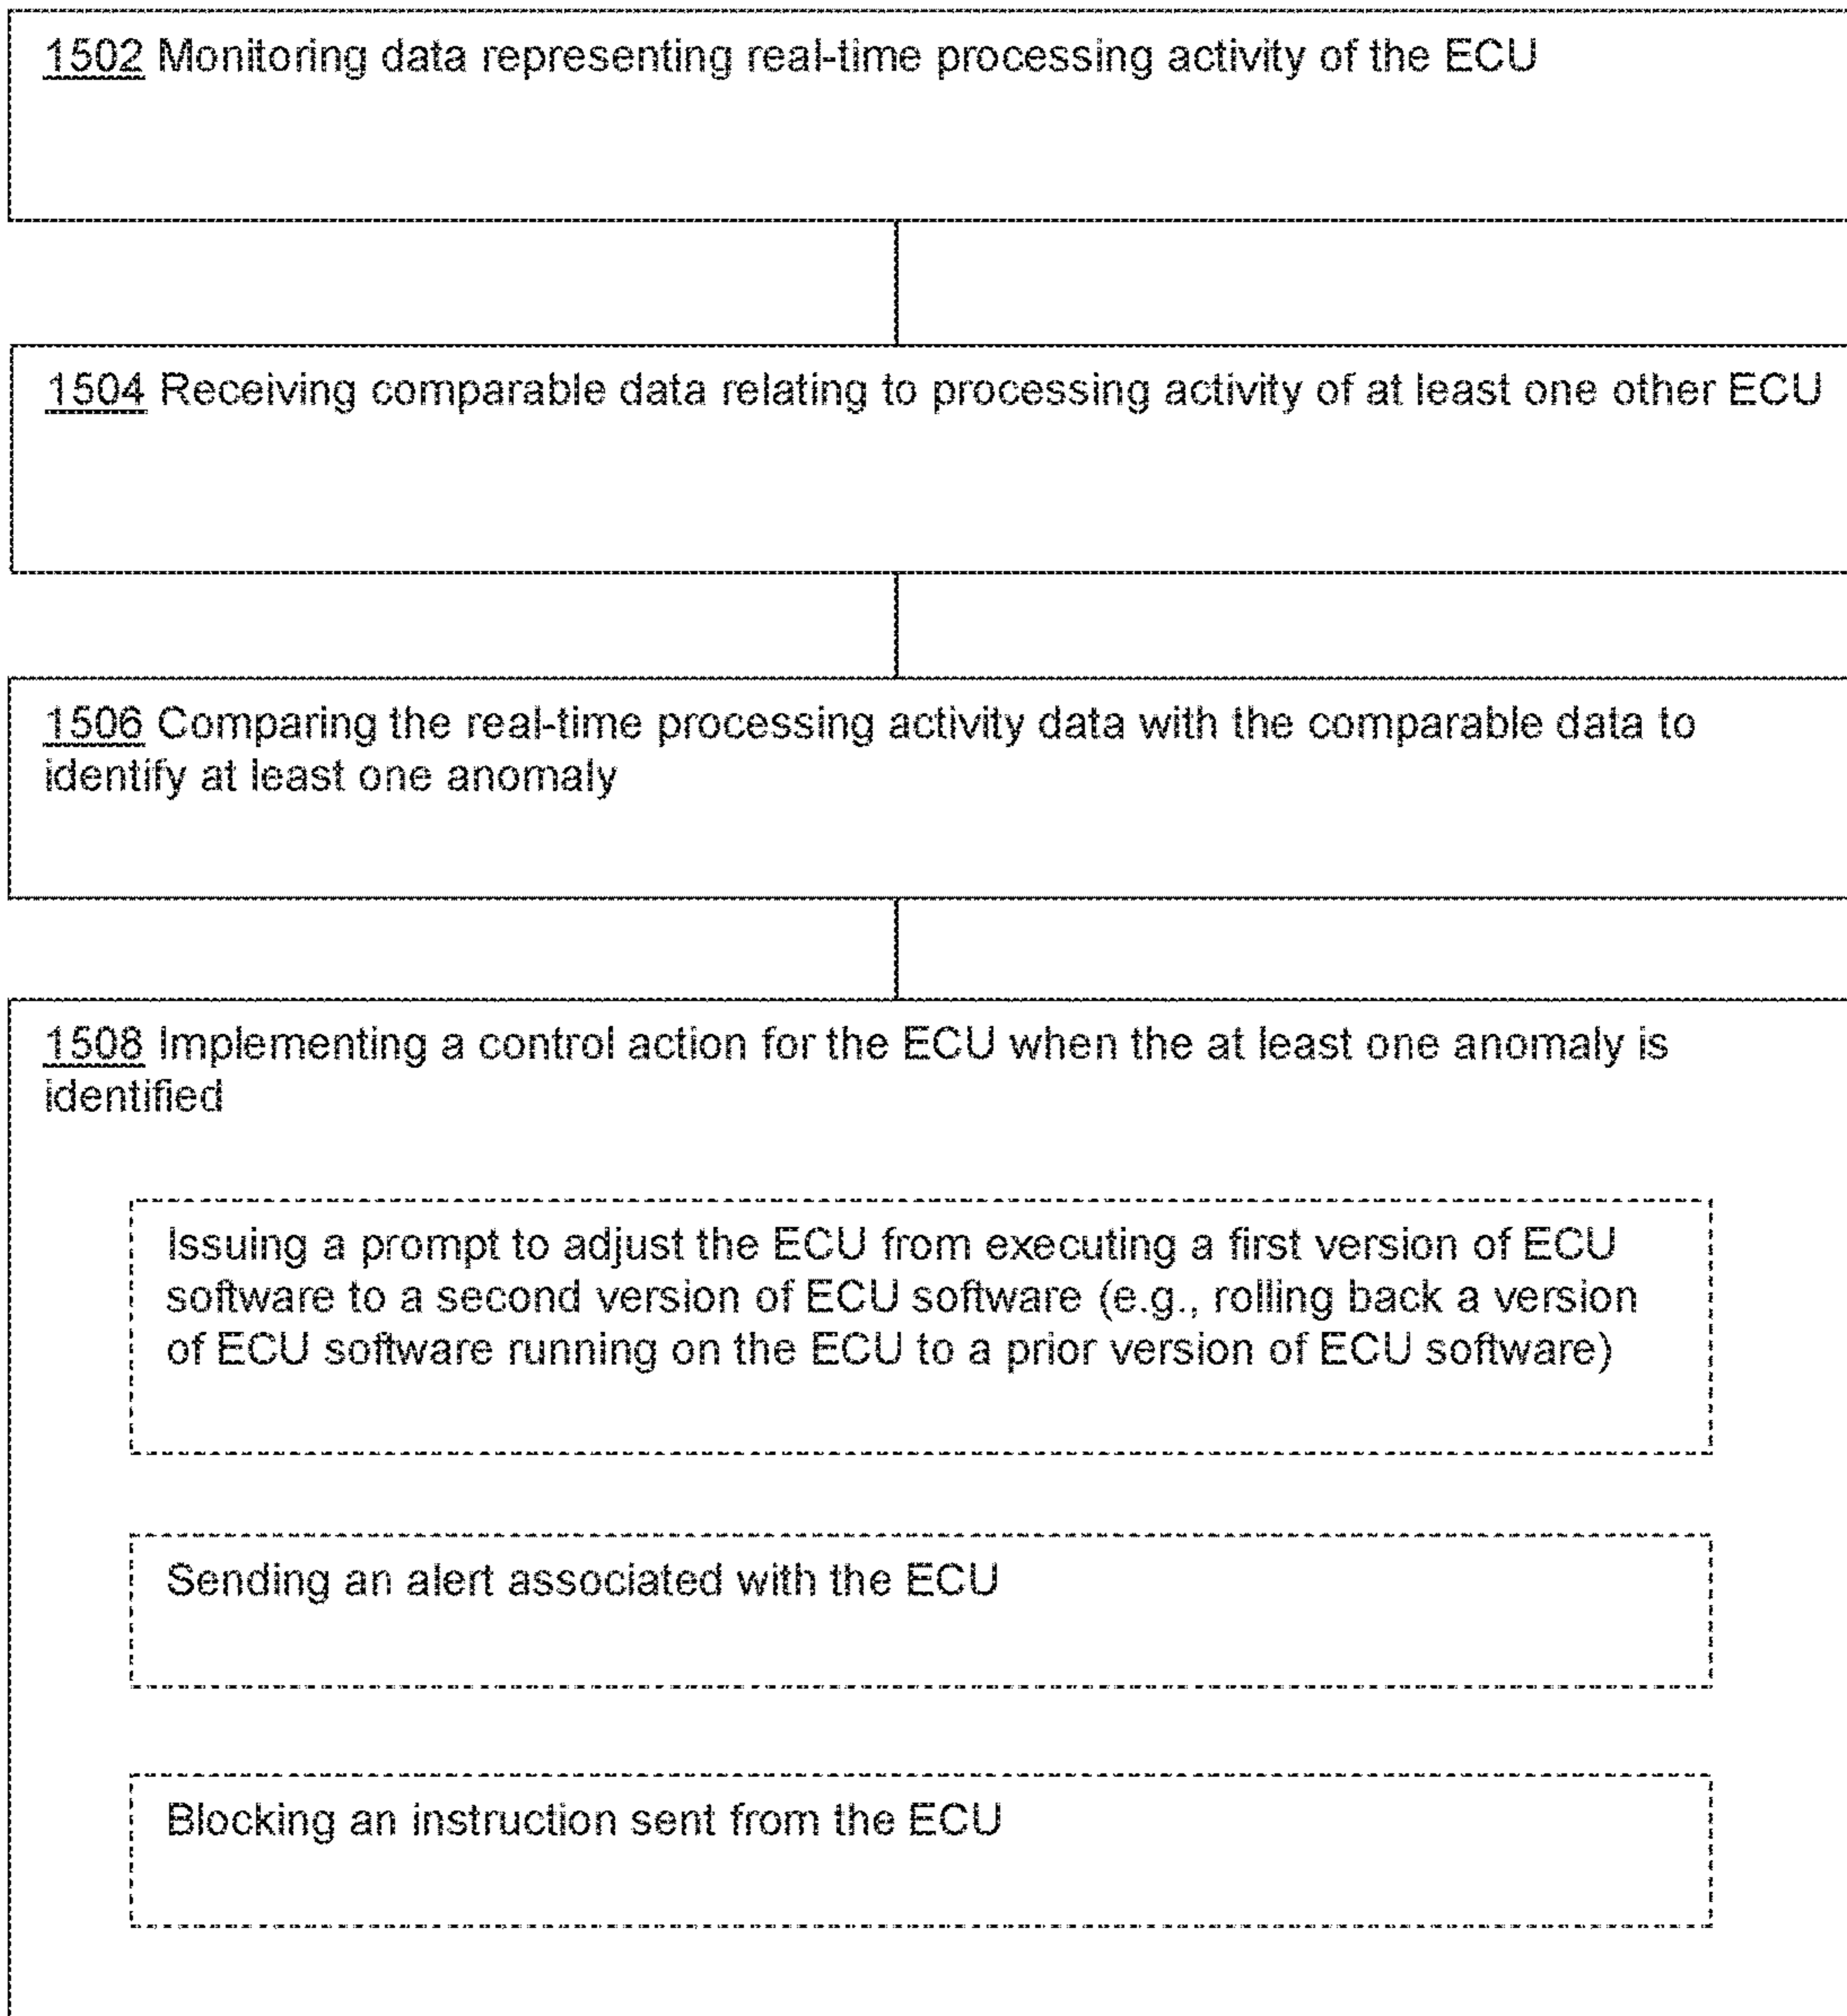 1502 Monitoring data representing real-time processing activity of the ECU
1504 Receiving comparable data relating to processing activity of at least one other ECU
1506 Comparing the real-time processing activity data with the comparable data to
identify at least one anomaly
1508 Implementing a control action for the ECU when the at least one anomaly is
identified
Issuing a prompt to adjust the ECU from executing a first version of ECU
software to a second version of ECU software (e.g., rolling back a version
of ECU software running on the ECU to a prior version of ECU software)
Sending an alert associated with the ECU
Blocking an instruction sent from the ECU